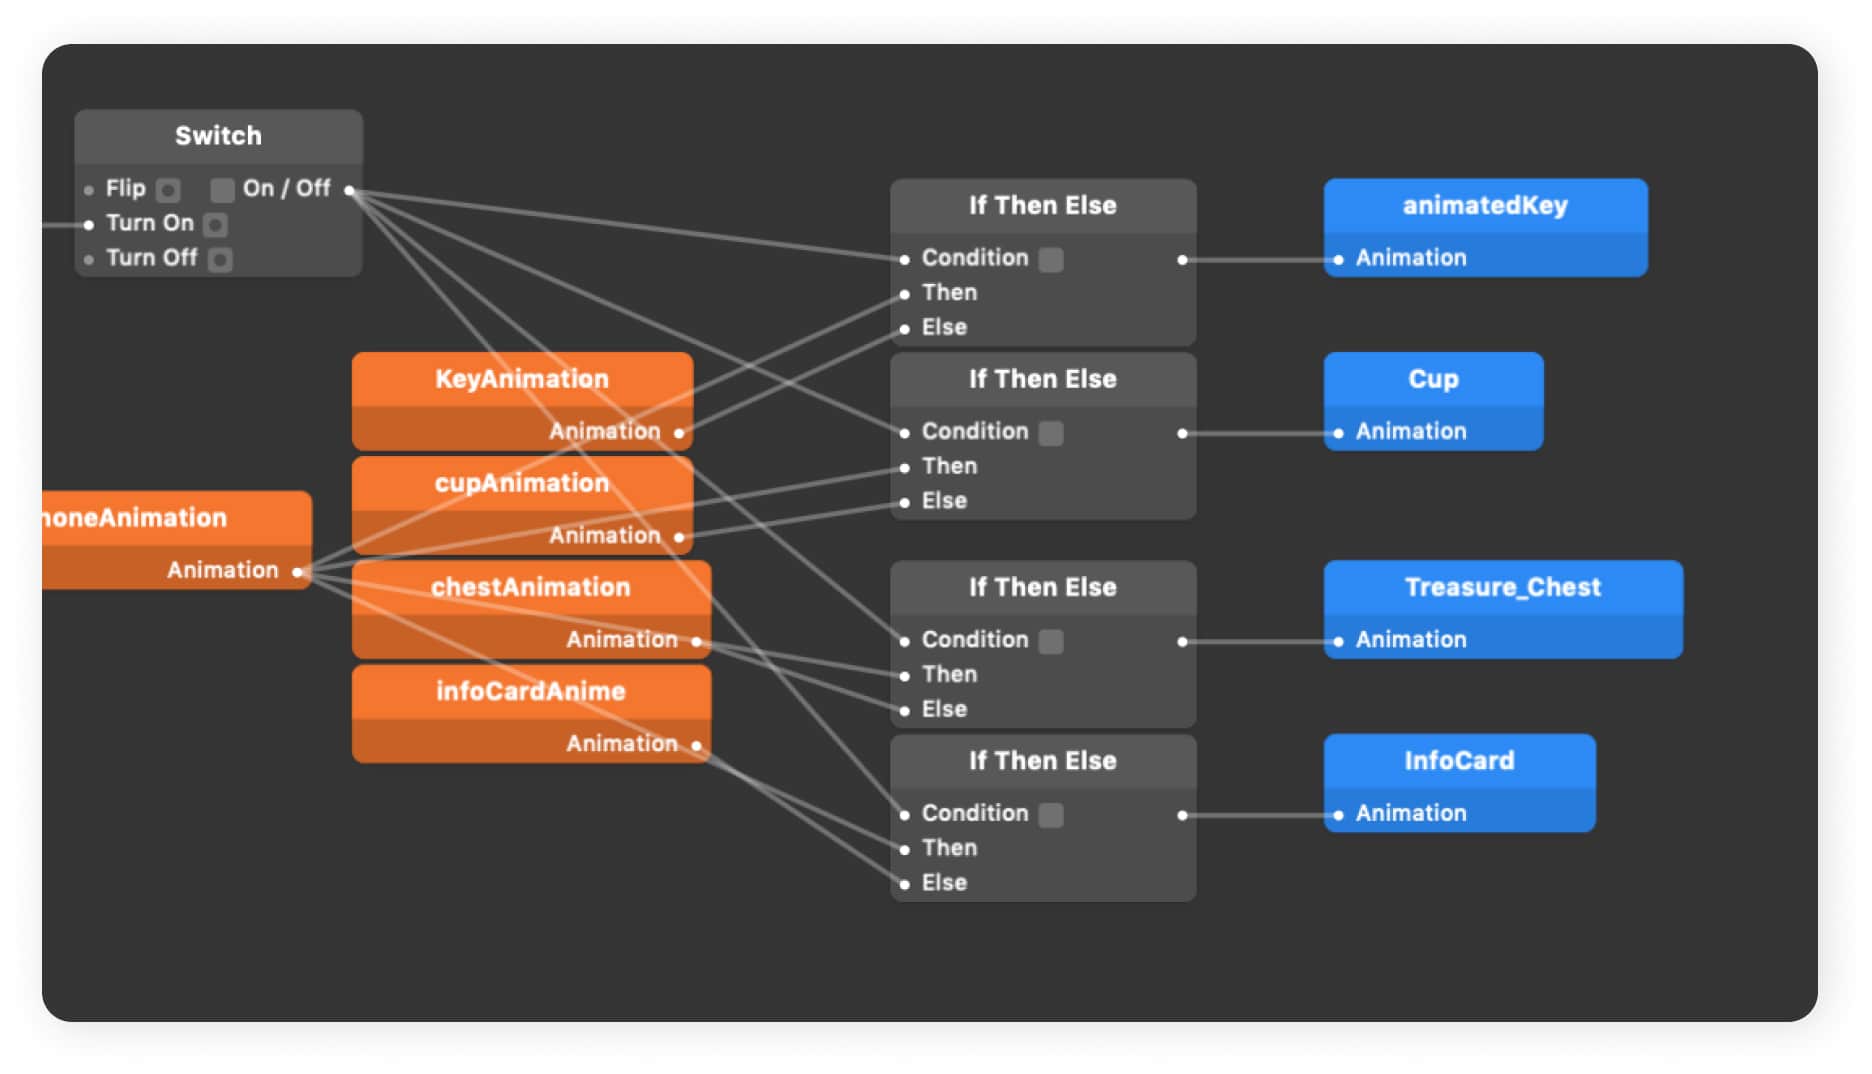 Switch
Flip On / Off
Turn On
Turn Off
If Then Else
Condition
Then
Else
animatedKey
Animation
KeyAnimation
Animation
If Then Else
Condition
Then
Else
Cup
Animation
cupAnimation
Animation
noneAnimation
Animation
chestAnimation
Animation
If Then Else
Condition
Then
Else
Treasure_Chest
Animation
infoCardAnime
Animation
If Then Else
Condition
Then
Else
InfoCard
Animation